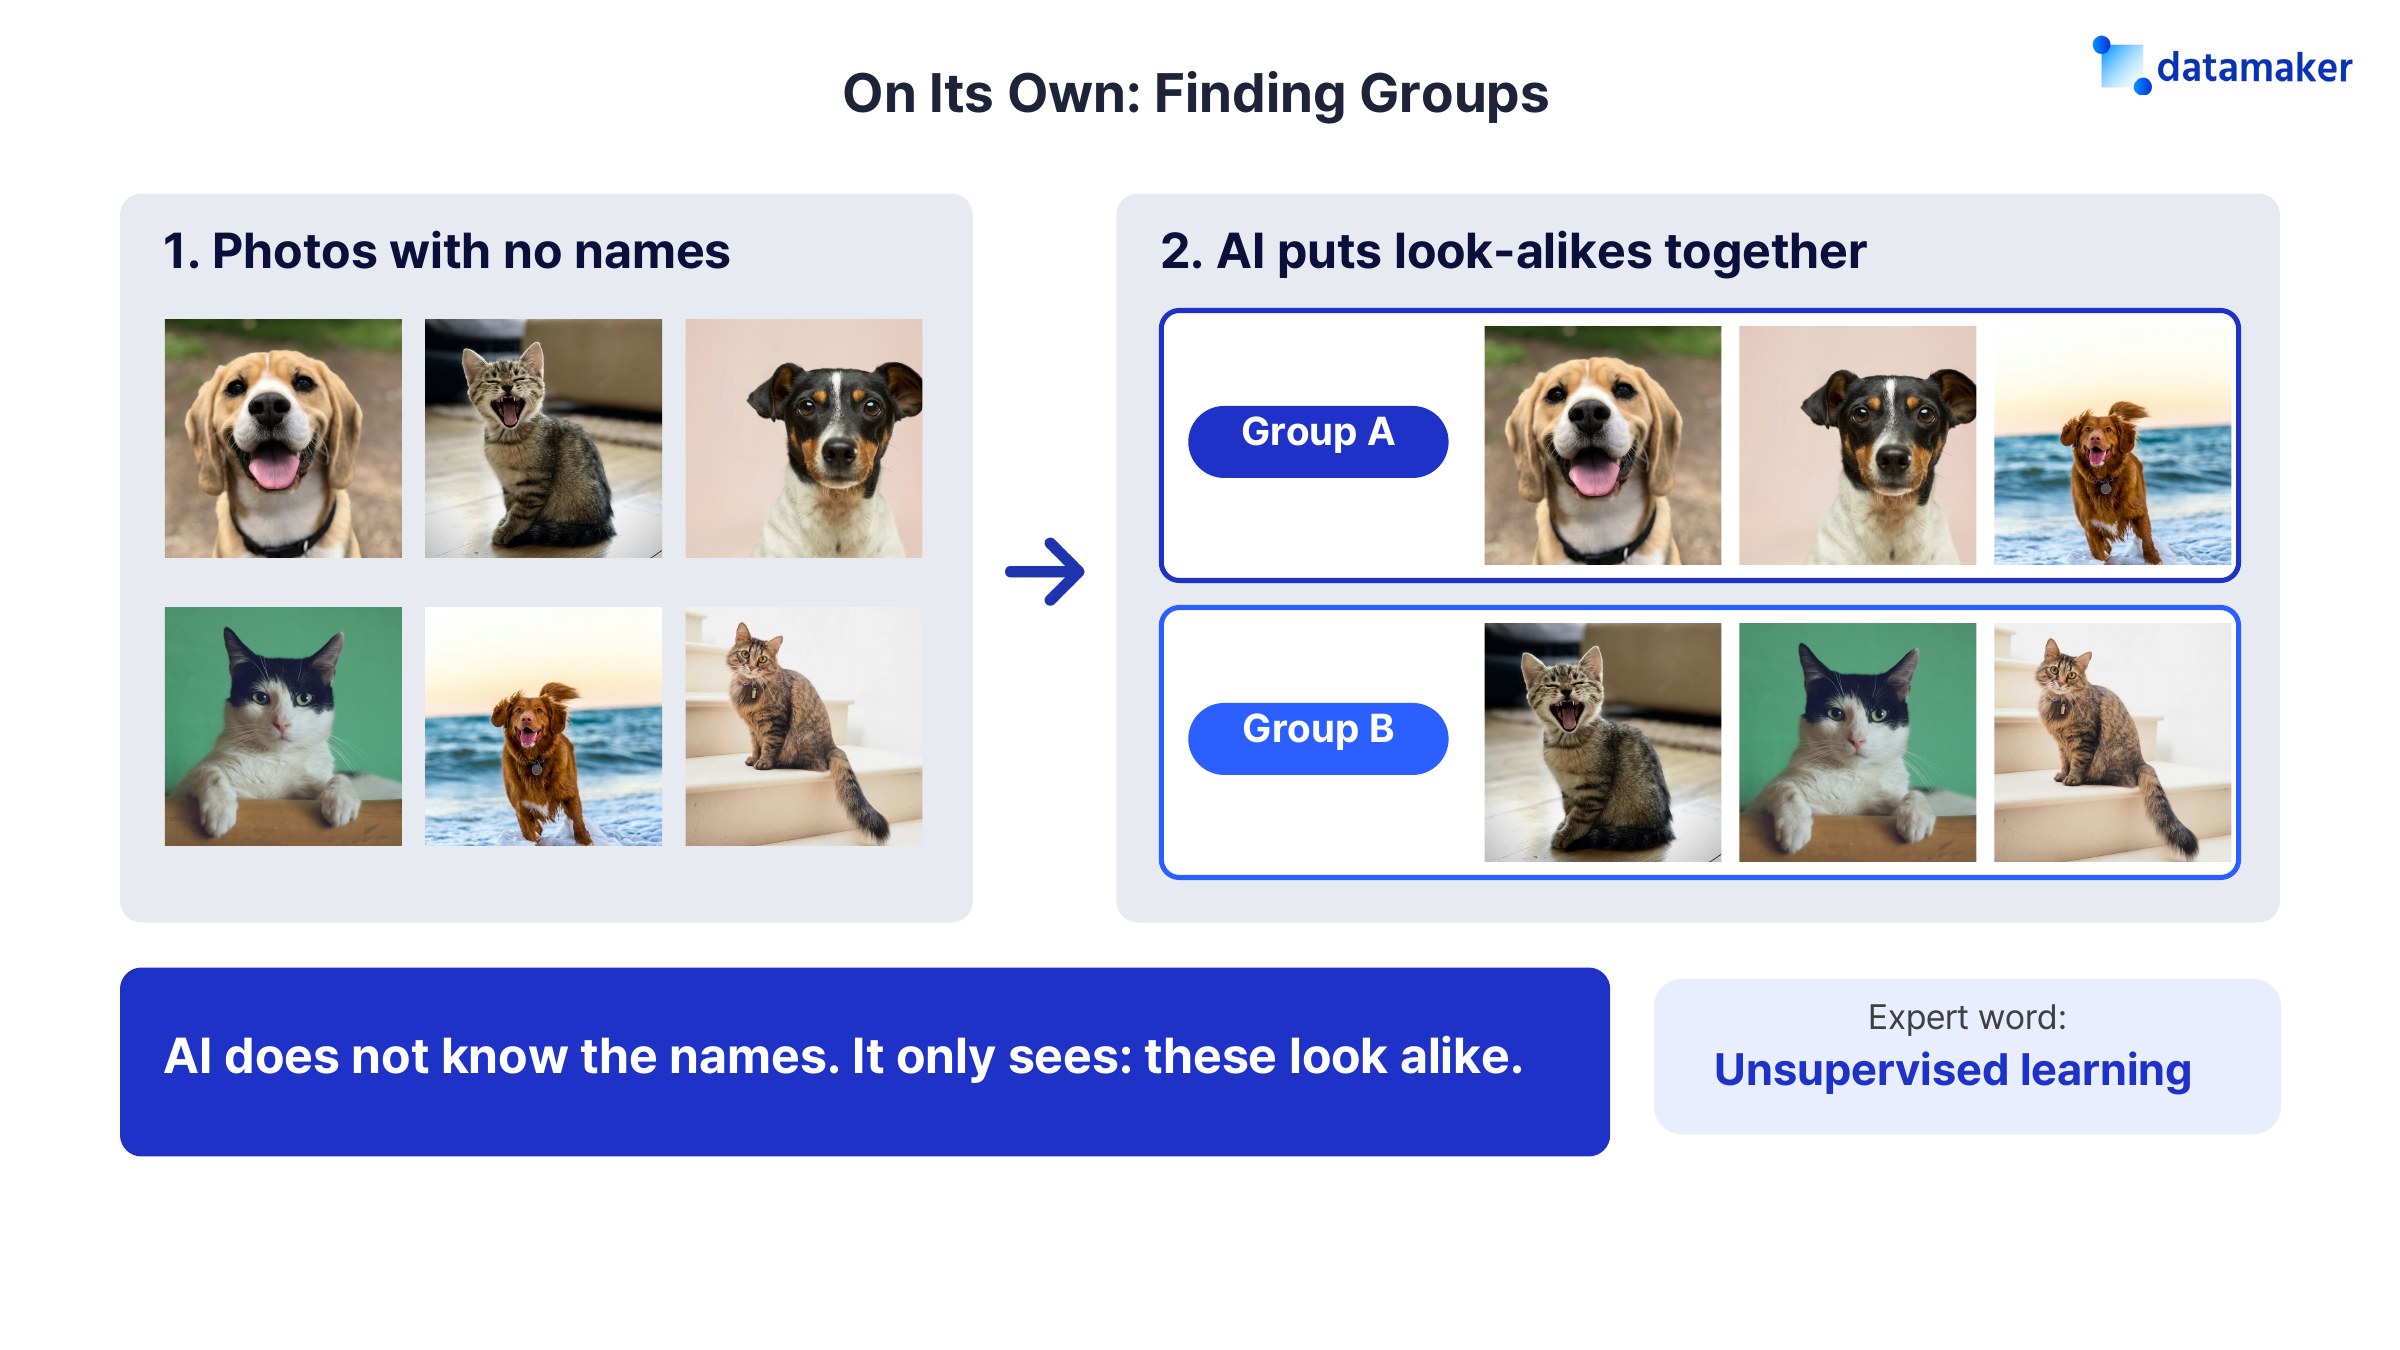 datamaker
On Its Own: Finding Groups
1. Photos with no names
2. AI puts look-alikes together
Group A
Group B
AI does not know the names. It only sees: these look alike.
Expert word:
Unsupervised learning